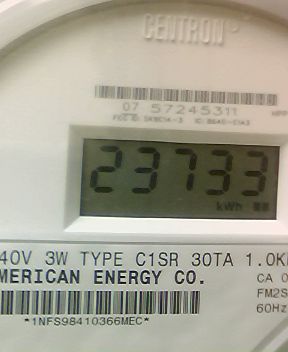 CENTRON
07 57245311
23733
kWh
40V 3W TYPE C1SR 30TA 1.0K
MERICAN ENERGY CO.
CA 0
FM2S
60Hz
*1NFS98410366MEC*